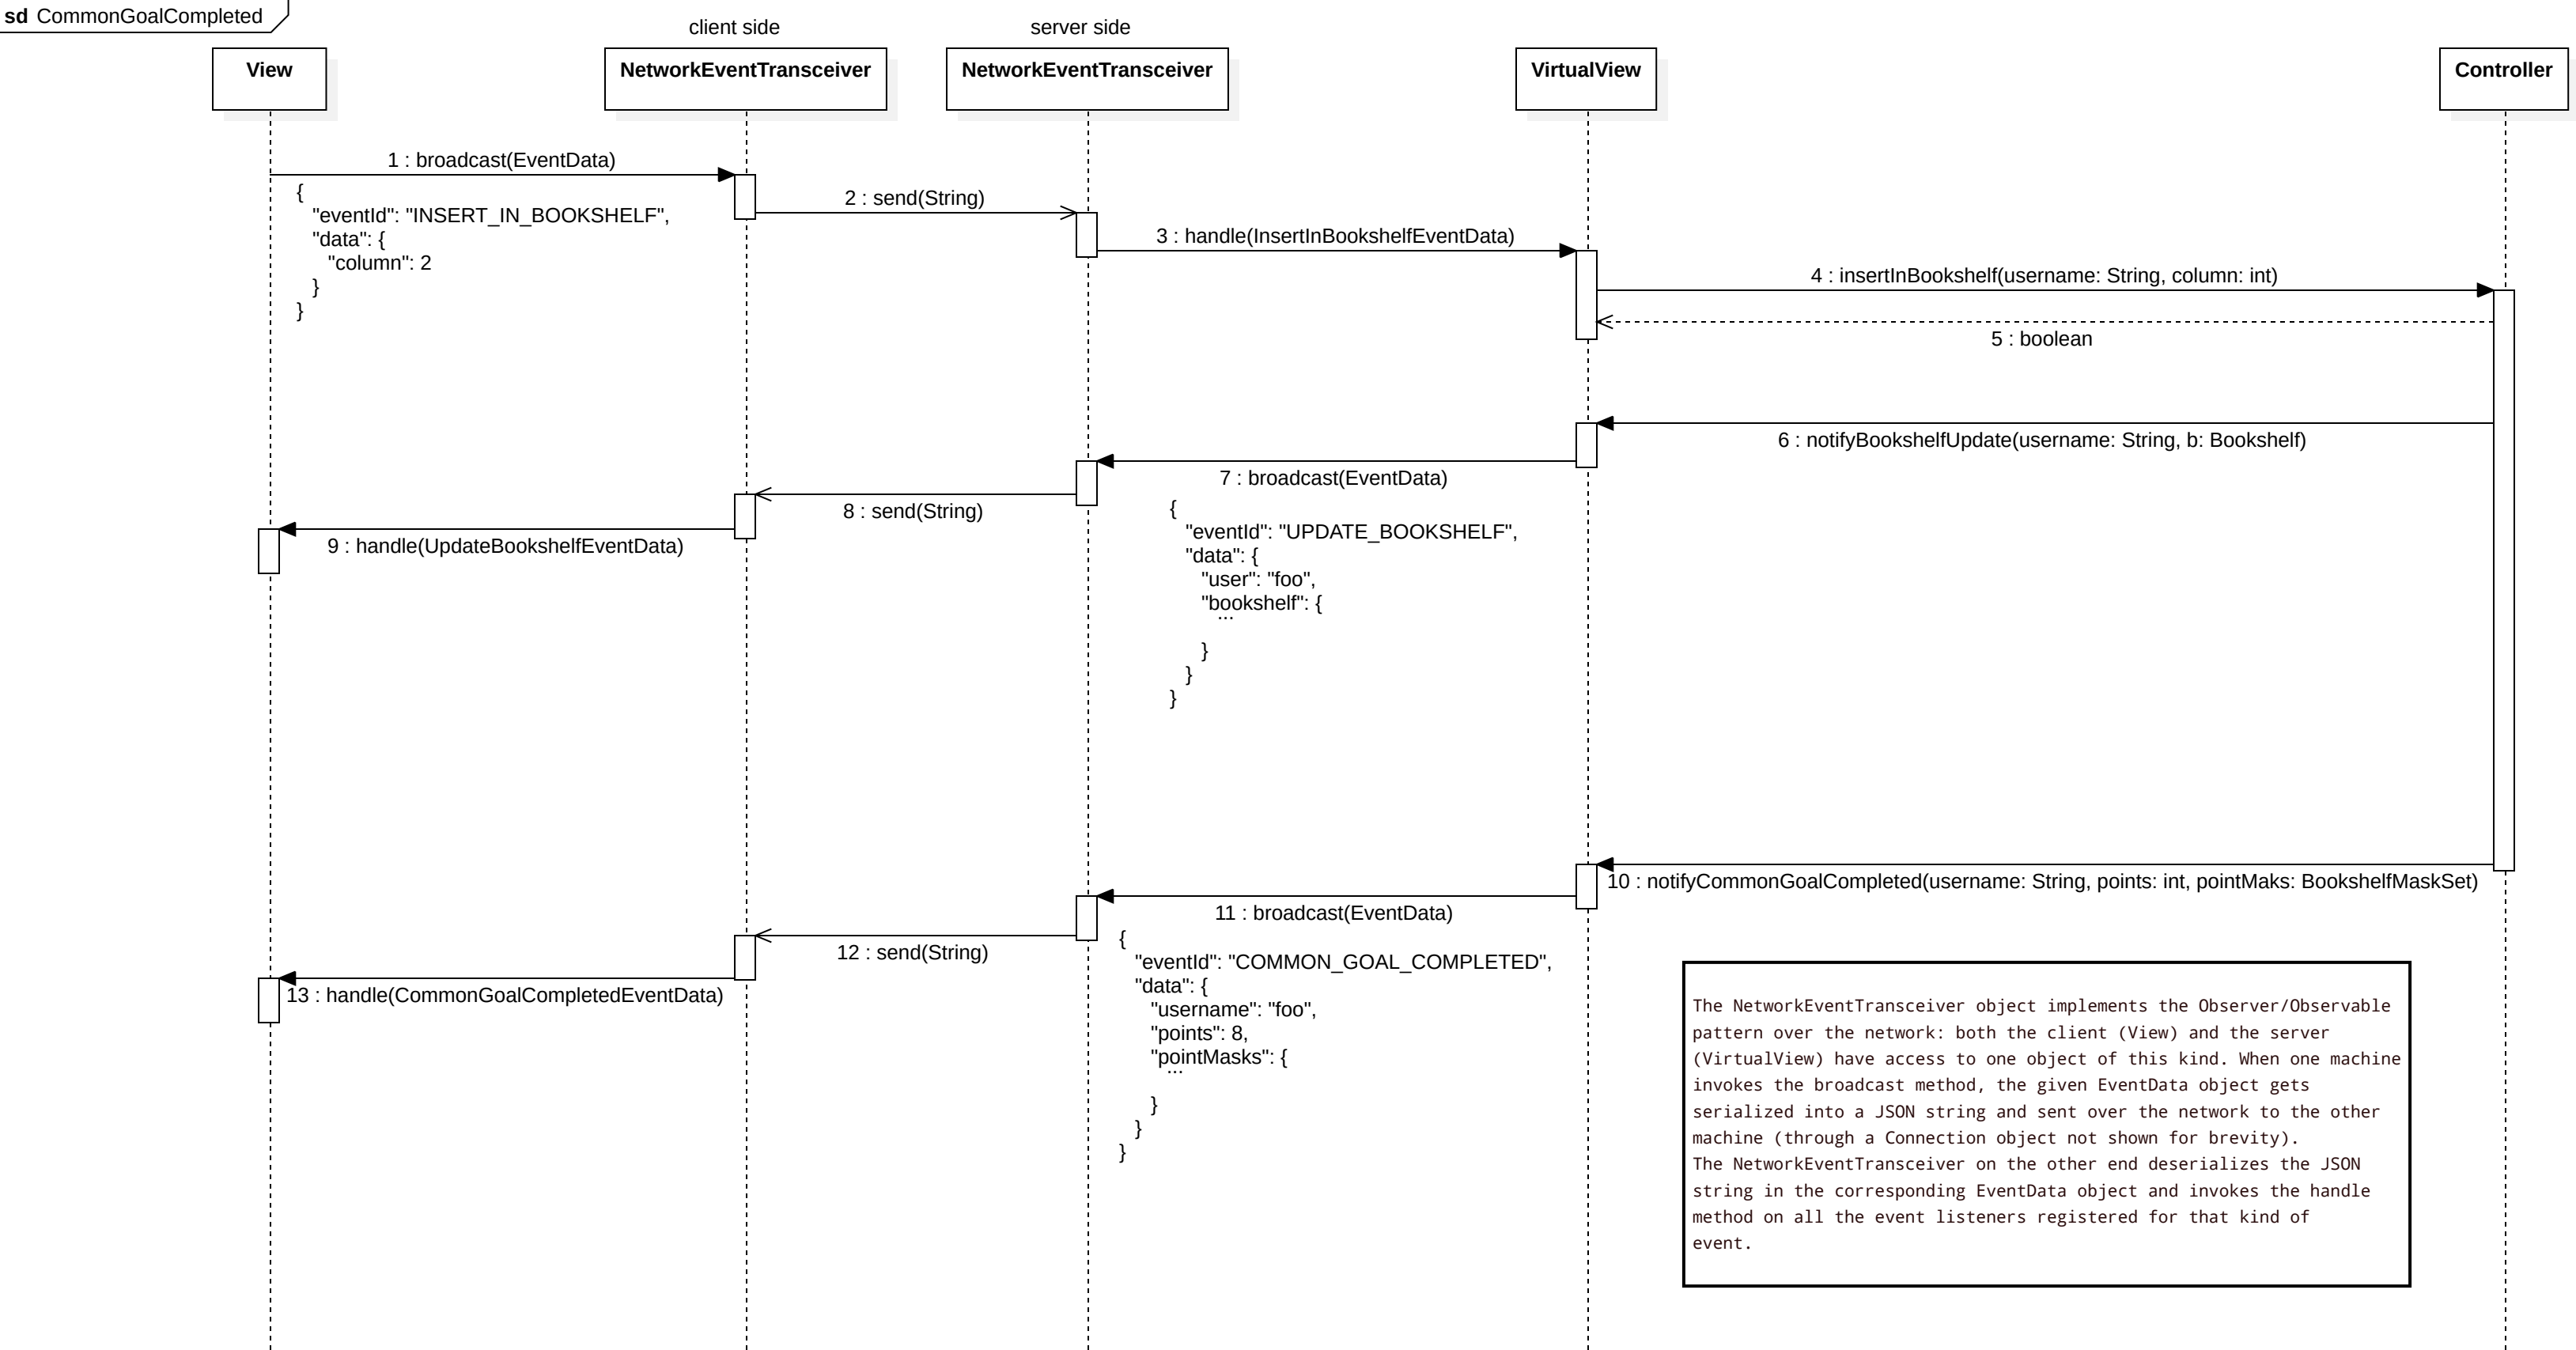 sd CommonGoalCompleted
client side
server side
View
NetworkEventTransceiver
NetworkEventTransceiver
VirtualView
Controller
1 : broadcast(EventData)
{
"eventId": "INSERT_IN_BOOKSHELF",
"data": {
"column": 2
}
}
2 : send(String)
3 : handle(InsertInBookshelfEventData)
4 : insertInBookshelf(username: String, column: int)
5 : boolean
6 : notifyBookshelfUpdate(username: String, b: Bookshelf)
7 : broadcast(EventData)
{
"eventId": "UPDATE_BOOKSHELF",
"data": {
"user": "foo",
"bookshelf": {
...
}
}
}
8 : send(String)
9 : handle(UpdateBookshelfEventData)
10 : notifyCommonGoalCompleted(username: String, points: int, pointMaks: BookshelfMaskSet)
11 : broadcast(EventData)
{
"eventId": "COMMON_GOAL_COMPLETED",
"data": {
"username": "foo",
"points": 8,
"pointMasks": {
...
}
}
}
12 : send(String)
13 : handle(CommonGoalCompletedEventData)
The NetworkEventTransceiver object implements the Observer/Observable
pattern over the network: both the client (View) and the server
(VirtualView) have access to one object of this kind. When one machine
invokes the broadcast method, the given EventData object gets
serialized into a JSON string and sent over the network to the other
machine (through a Connection object not shown for brevity).
The NetworkEventTransceiver on the other end deserializes the JSON
string in the corresponding EventData object and invokes the handle
method on all the event listeners registered for that kind of
event.